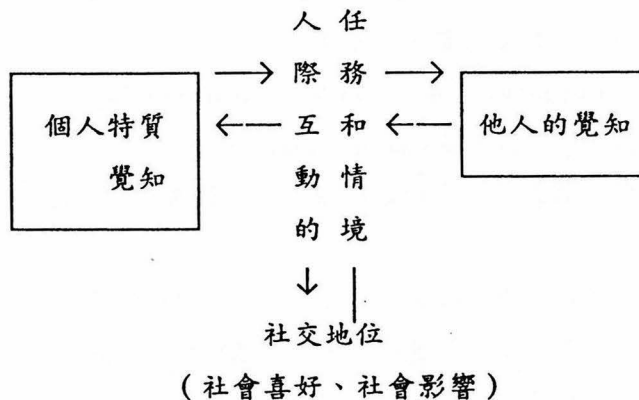 個人特質
覺知
人際互動的
任務和情境
他人的覺知
社交地位
(社會喜好、社會影響)